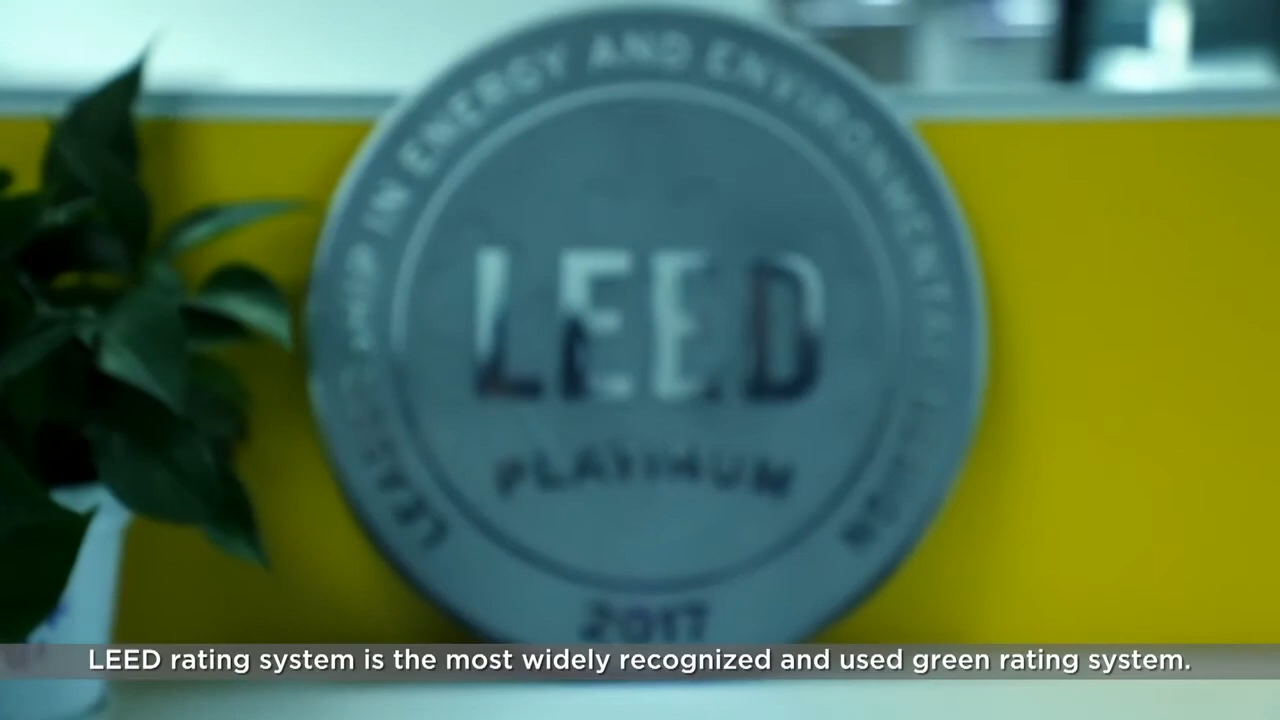 LEADERSHIP IN ENERGY AND ENVIRONMENTAL DESIGN
LEED
PLATINUM
2017
LEED rating system is the most widely recognized and used green rating system.